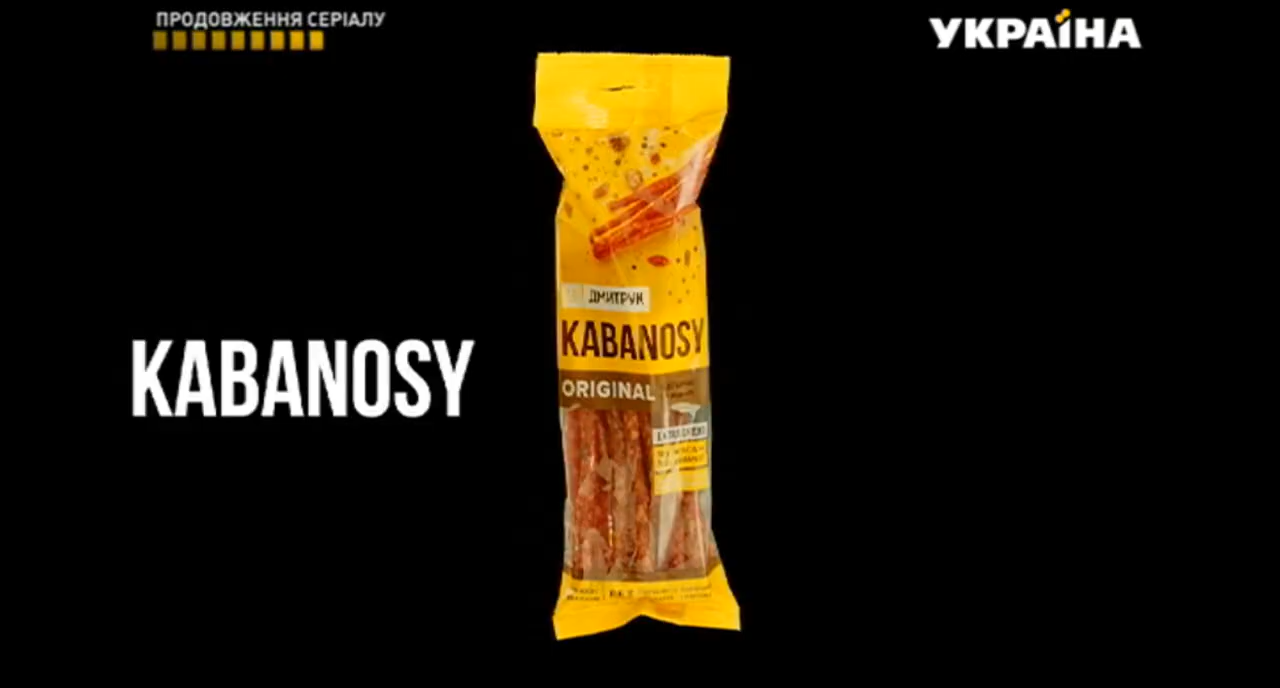 ПРОДОВЖЕННЯ СЕРІАЛУ
УКРАЇНА
ДМИТРУК
KABANOSY
KABANOSY
ORIGINAL